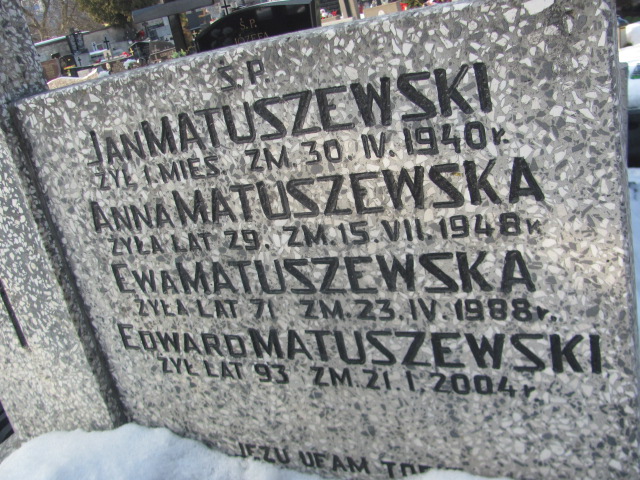 Ś.P.
Ś.P.
JAN MATUSZEWSKI
ŻYŁ 1 MIES. ZM. 30. IV. 1940 r.
ANNA MATUSZEWSKA
ŻYŁA LAT 29. ZM. 15. VII. 1948 r.
EWA MATUSZEWSKA
ŻYŁA LAT 71 ZM. 23. IV. 1988 r.
EDWARD MATUSZEWSKI
ŻYŁ LAT 93 ZM. 21. I. 2004 r.
JEZU UFAM